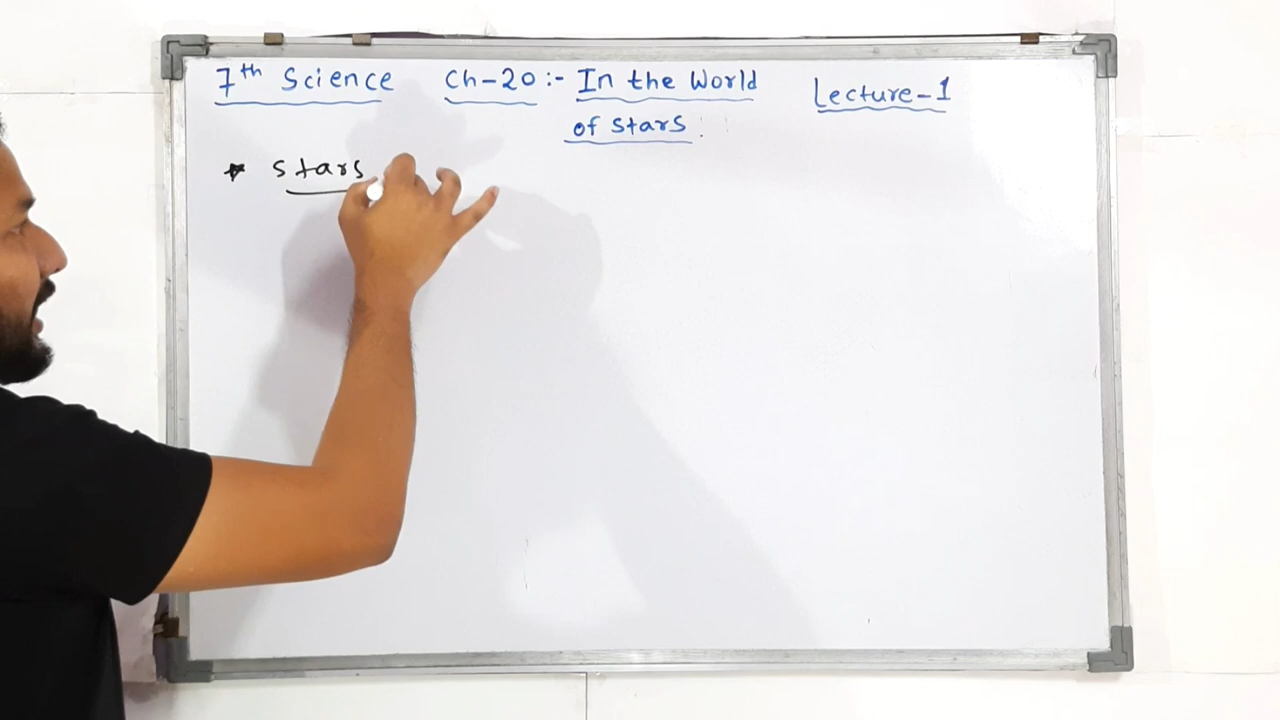 7th Science Ch-20:- In the World Lecture-1
of stars.
* stars